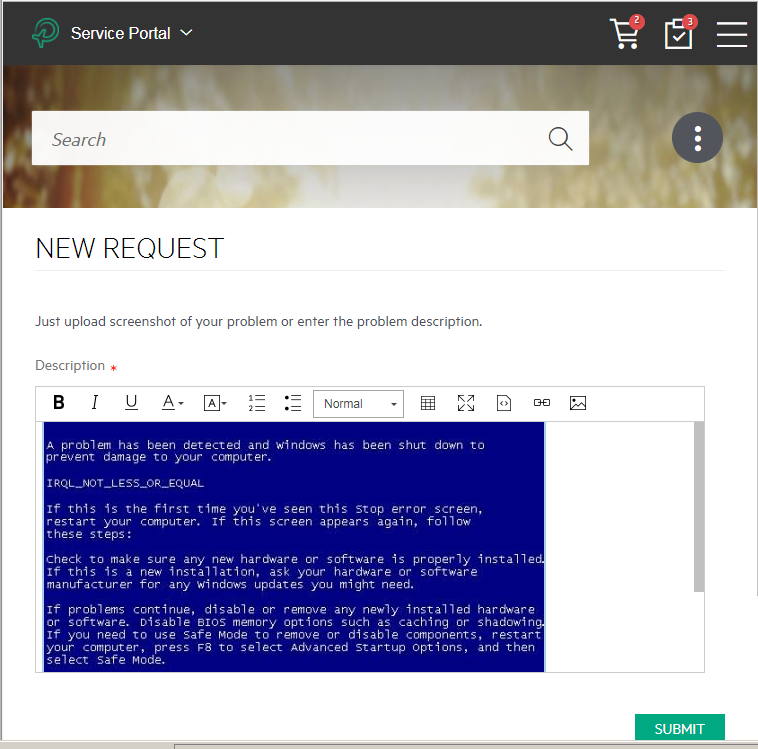 Service Portal
2
3
Search
NEW REQUEST
Just upload screenshot of your problem or enter the problem description.
Description *
B I U A A Normal
A problem has been detected and Windows has been shut down to
prevent damage to your computer.
IRQL_NOT_LESS_OR_EQUAL
If this is the first time you've seen this Stop error screen,
restart your computer. If this screen appears again, follow
these steps:
Check to make sure any new hardware or software is properly installed.
If this is a new installation, ask your hardware or software
manufacturer for any Windows updates you might need.
If problems continue, disable or remove any newly installed hardware
or software. Disable BIOS memory options such as caching or shadowing.
If you need to use Safe Mode to remove or disable components, restart
your computer, press F8 to select Advanced Startup Options, and then
select Safe Mode.
SUBMIT